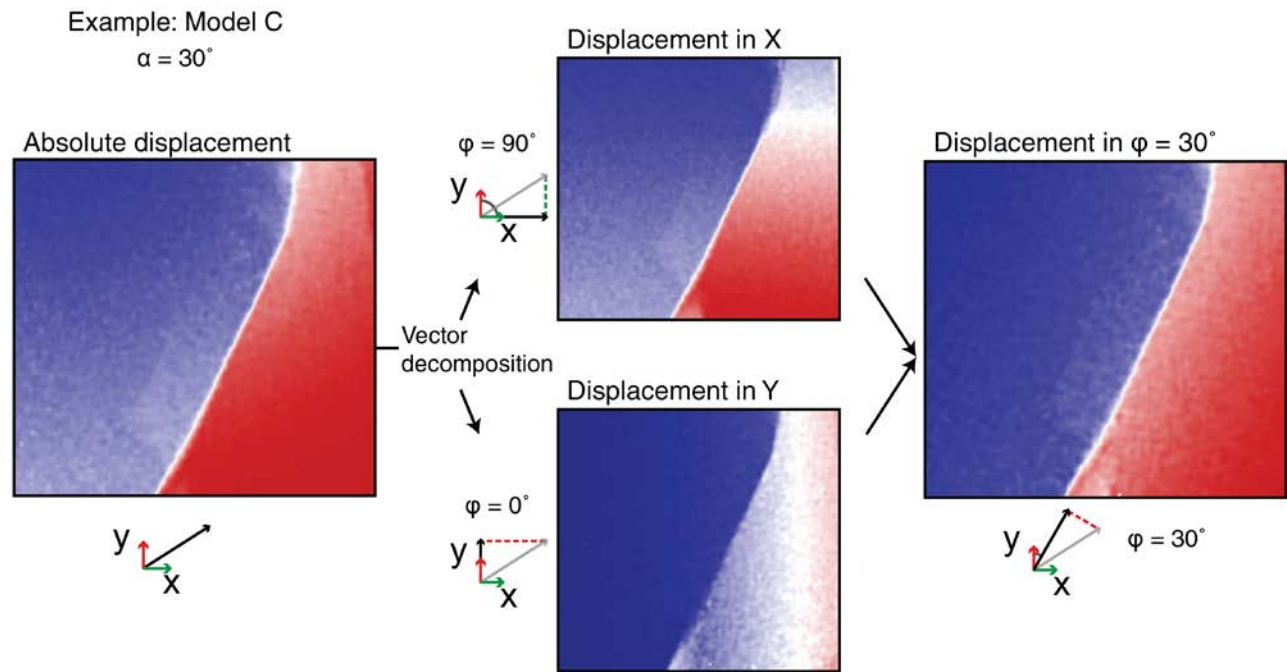 Example: Model C
α = 30°
Absolute displacement
y
x
φ = 90°
y
x
Displacement in X
Vector
decomposition
φ = 0°
y
x
Displacement in Y
Displacement in φ = 30°
y
x
φ = 30°